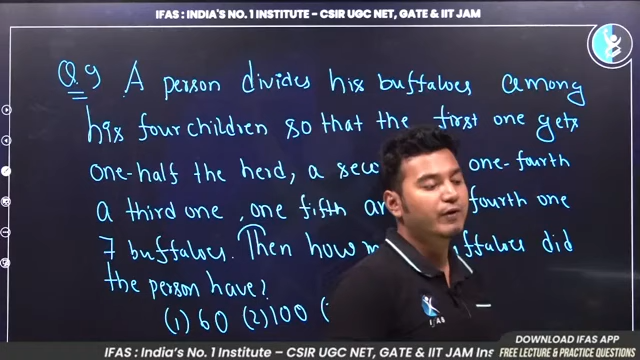 IFAS : INDIA'S NO. 1 INSTITUTE – CSIR UGC NET, GATE & IIT JAM
Q9 A person divides his buffaloes among
his four children so that the first one gets
one-half the herd, a one-fourth
a third one, one fifth fourth one
7 buffaloes. Then how did
the person have?
(1) 60 (2) 100 (
IFAS
DOWNLOAD IFAS APP
IFAS : India's No. 1 Institute – CSIR UGC NET, GATE & IIT JAM Ins
FREE LECTURE & PRACTICE QUESTIONS